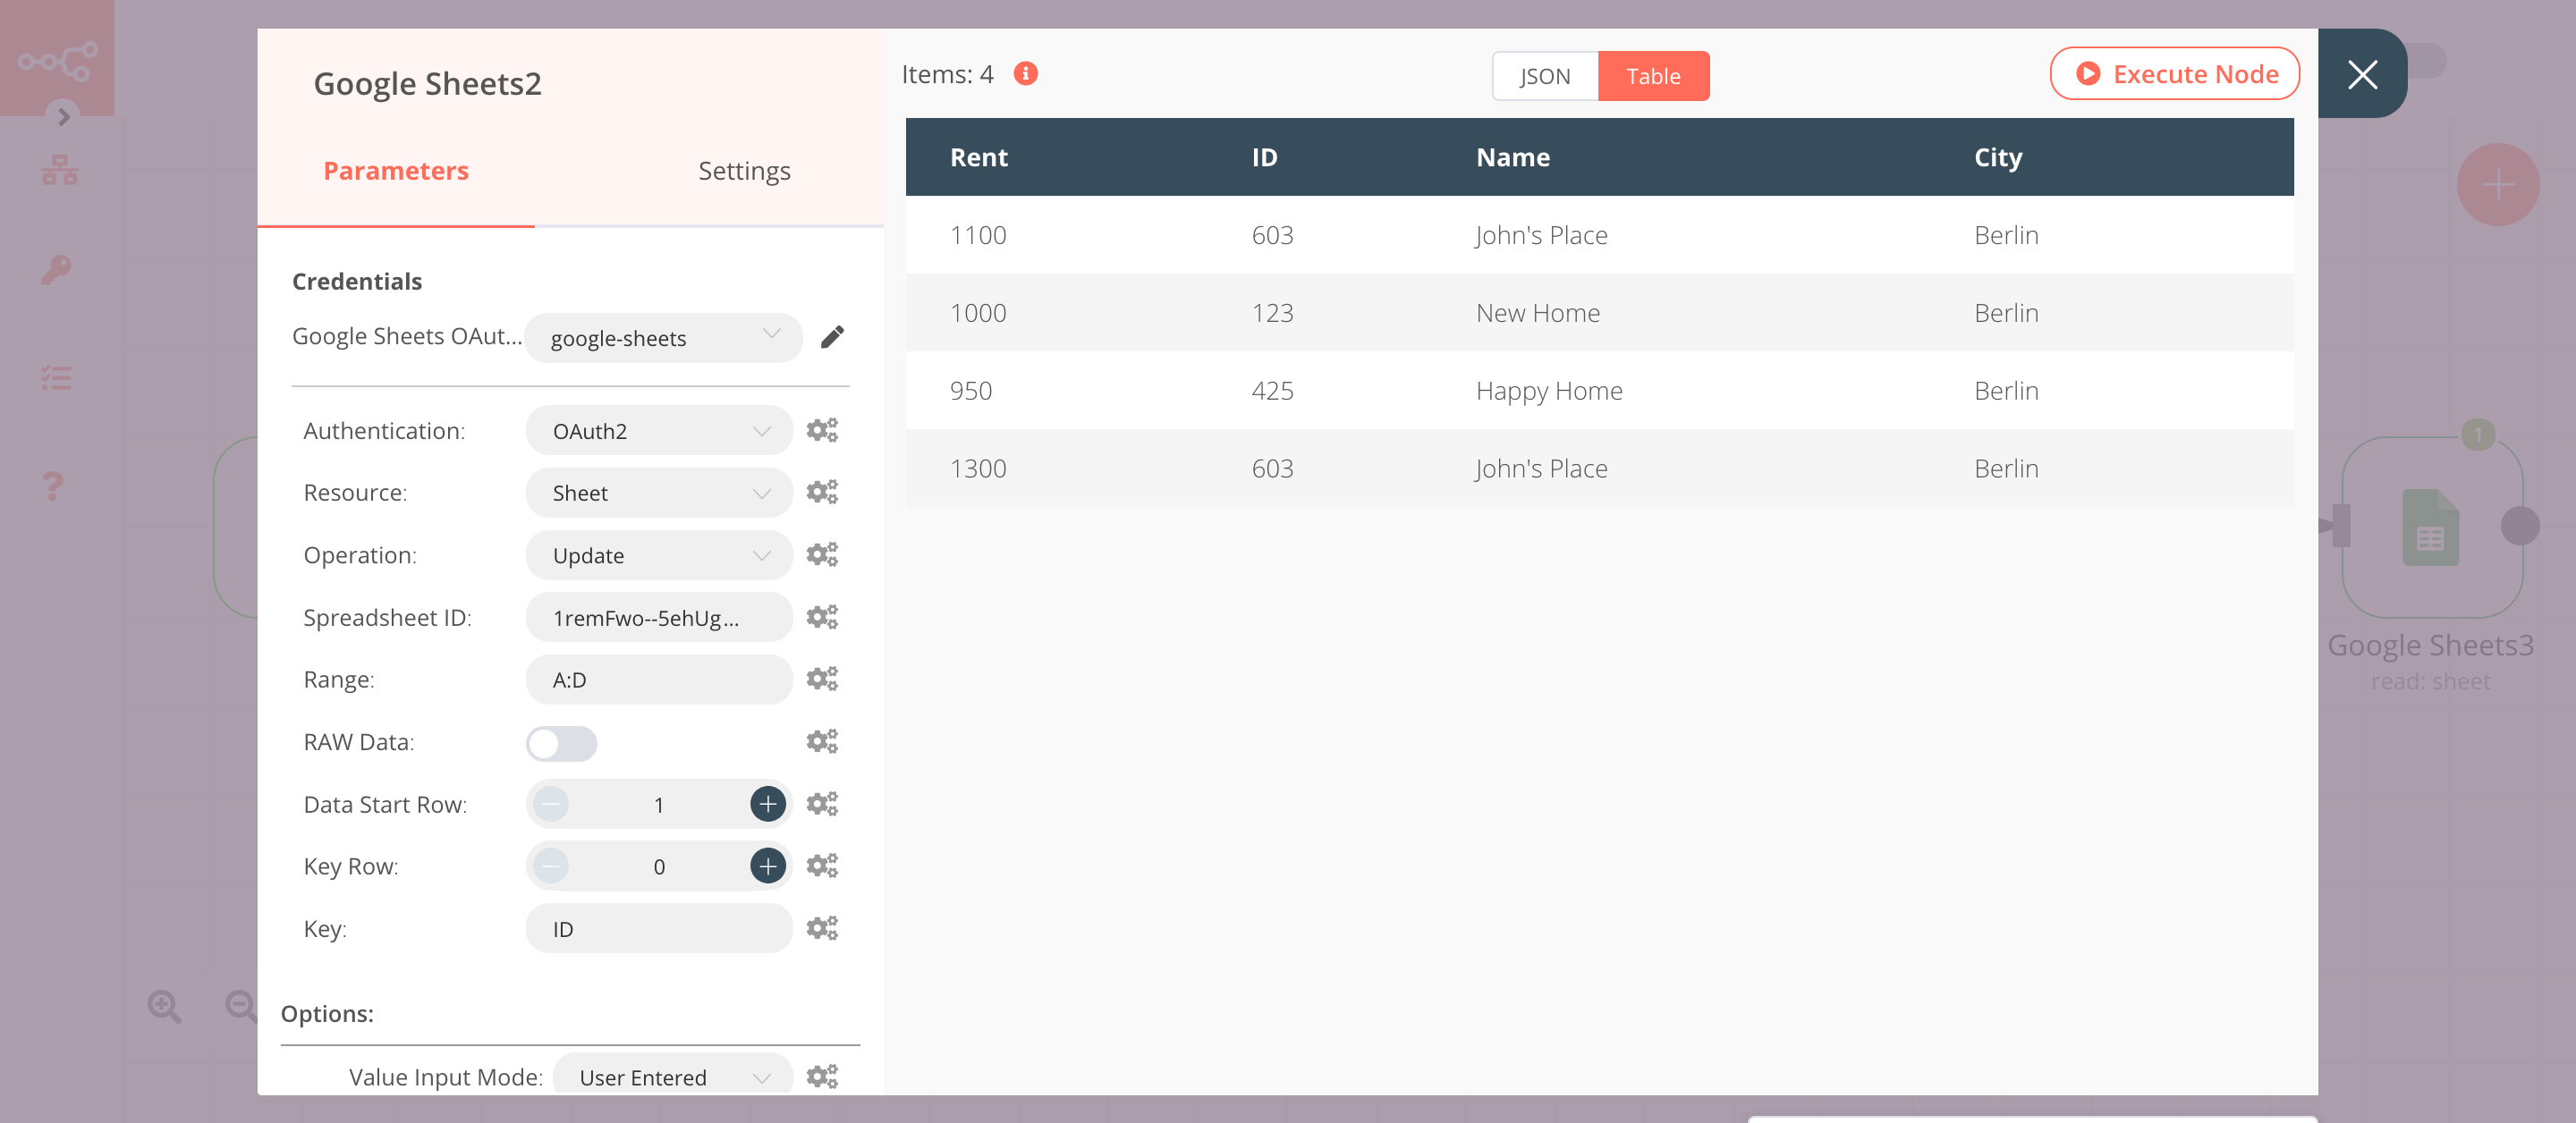 Google Sheets2
Parameters
Settings
Credentials
Google Sheets OAut...
google-sheets
Authentication:
OAuth2
Resource:
Sheet
Operation:
Update
Spreadsheet ID:
1remFwo--5ehUg...
Range:
A:D
RAW Data:
Data Start Row:
1
Key Row:
0
Key:
ID
Options:
Value Input Mode:
User Entered
Items: 4
JSON
Table
Execute Node
Rent ID Name City
1100 603 John's Place Berlin
1000 123 New Home Berlin
950 425 Happy Home Berlin
1300 603 John's Place Berlin
1
Google Sheets3
read: sheet